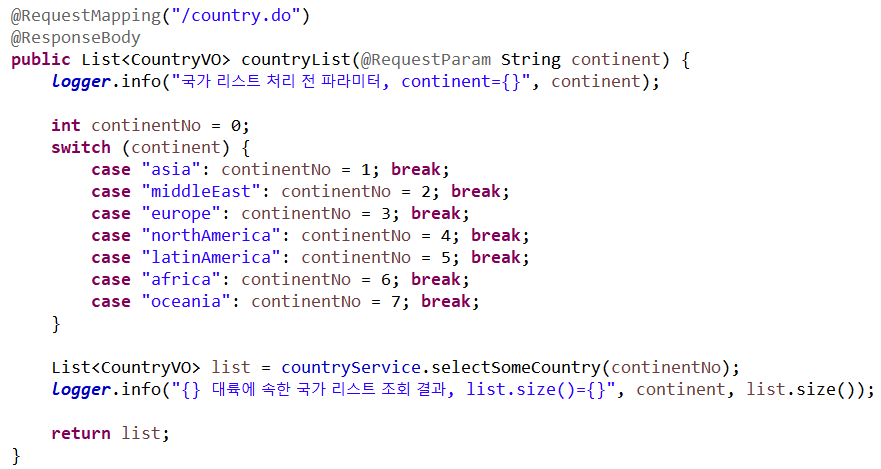 @RequestMapping("/country.do")
@ResponseBody
public List<CountryVO> countryList(@RequestParam String continent) {
    logger.info("국가 리스트 처리 전 파라미터, continent={}", continent);

    int continentNo = 0;
    switch (continent) {
        case "asia": continentNo = 1; break;
        case "middleEast": continentNo = 2; break;
        case "europe": continentNo = 3; break;
        case "northAmerica": continentNo = 4; break;
        case "latinAmerica": continentNo = 5; break;
        case "africa": continentNo = 6; break;
        case "oceania": continentNo = 7; break;
    }

    List<CountryVO> list = countryService.selectSomeCountry(continentNo);
    logger.info("{} 대륙에 속한 국가 리스트 조회 결과, list.size()={}", continent, list.size());

    return list;
}